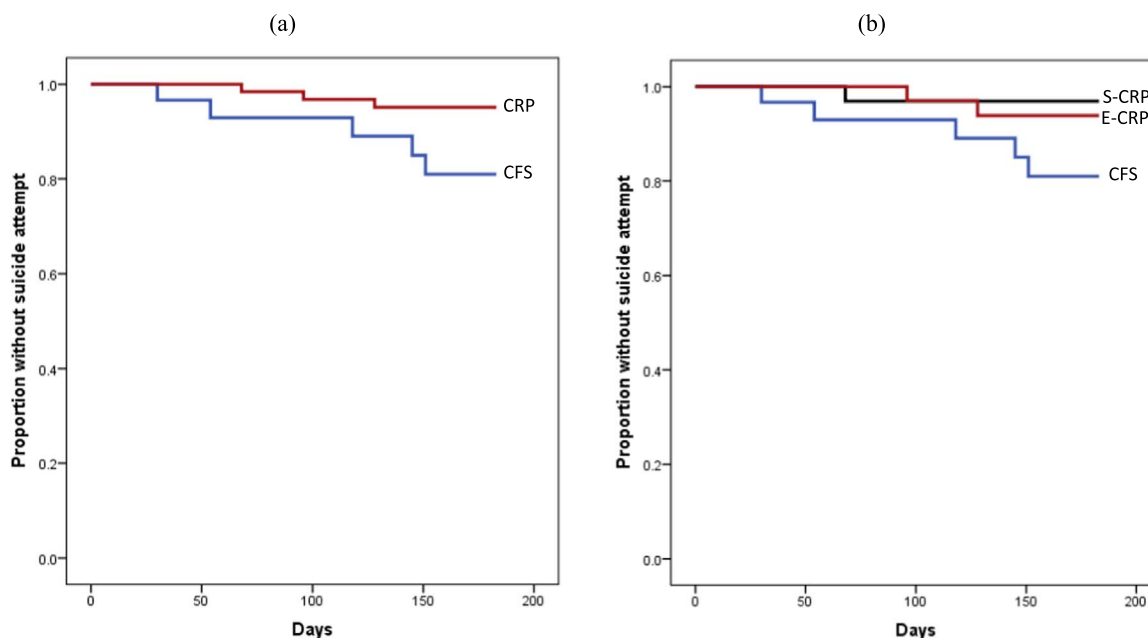 (a)
(b)
Proportion without suicide attempt
1.0
0.8
0.6
0.4
0.2
0.0
CRP
CFS
0 50 100 150 200
Days
Proportion without suicide attempt
1.0
0.8
0.6
0.4
0.2
0.0
S-CRP
E-CRP
CFS
0 50 100 150 200
Days